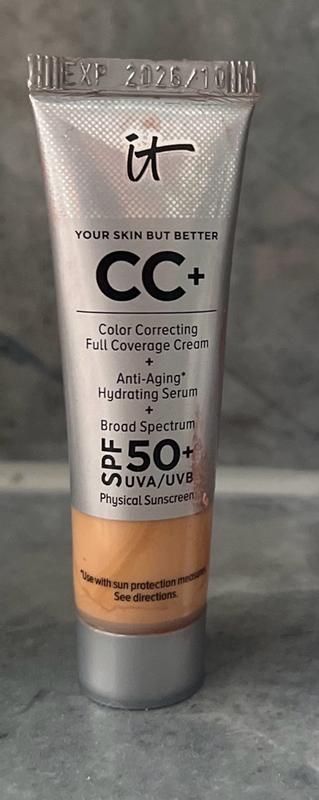 EXP 2026/10
it
YOUR SKIN BUT BETTER
CC+
Color Correcting
Full Coverage Cream
+
Anti-Aging*
Hydrating Serum
+
Broad Spectrum
SPF 50+
UVA/UVB
Physical Sunscreen
*Use with sun protection measures.
See directions.